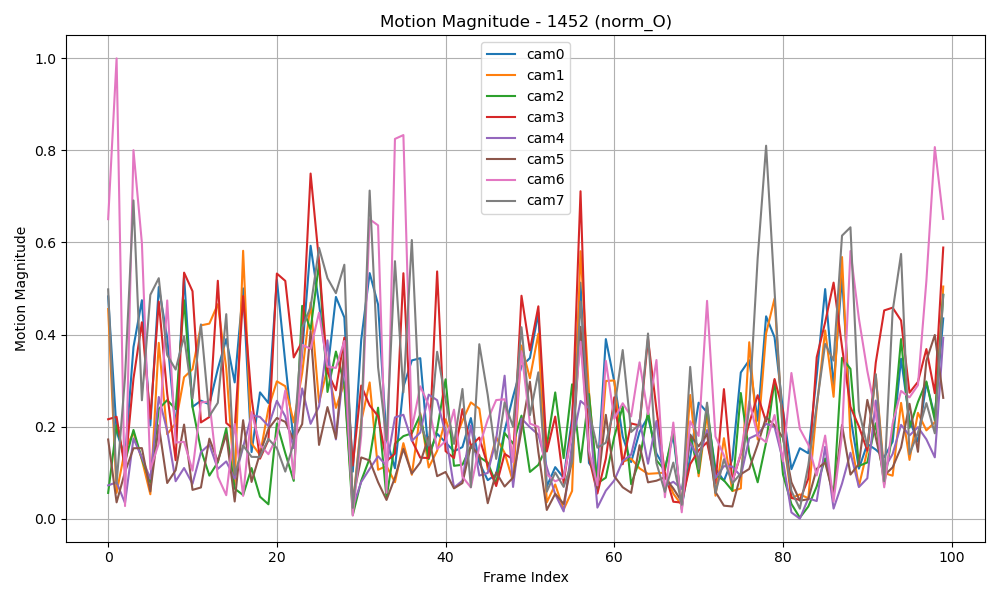 Motion Magnitude - 1452 (norm_O)
cam0
cam1
cam2
cam3
cam4
cam5
cam6
cam7
Motion Magnitude
1.0
0.8
0.6
0.4
0.2
0.0
0 20 40 60 80 100
Frame Index